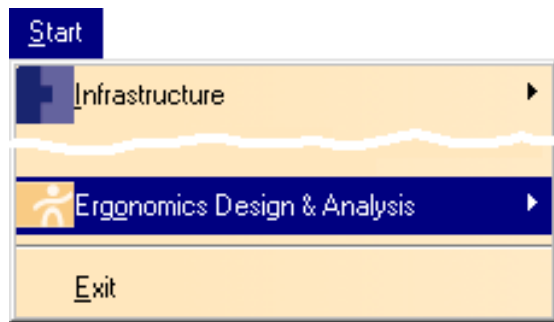 Start
Infrastructure
Ergonomics Design & Analysis
Exit